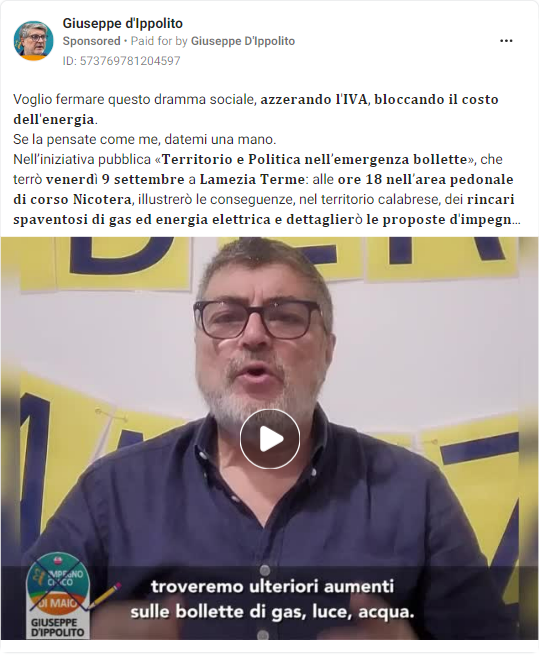 Giuseppe d'Ippolito
Sponsored • Paid for by Giuseppe D'Ippolito
ID: 573769781204597
Voglio fermare questo dramma sociale, azzerando l'IVA, bloccando il costo
dell'energia.
Se la pensate come me, datemi una mano.
Nell'iniziativa pubblica «Territorio e Politica nell'emergenza bollette», che
terrò venerdì 9 settembre a Lamezia Terme: alle ore 18 nell'area pedonale
di corso Nicotera, illustrerò le conseguenze, nel territorio calabrese, dei rincari
spaventosi di gas ed energia elettrica e dettaglierò le proposte d'impegn...
IMPEGNO
CIVICO
DI MAIO
GIUSEPPE
D'IPPOLITO
troveremo ulteriori aumenti
sulle bollette di gas, luce, acqua.